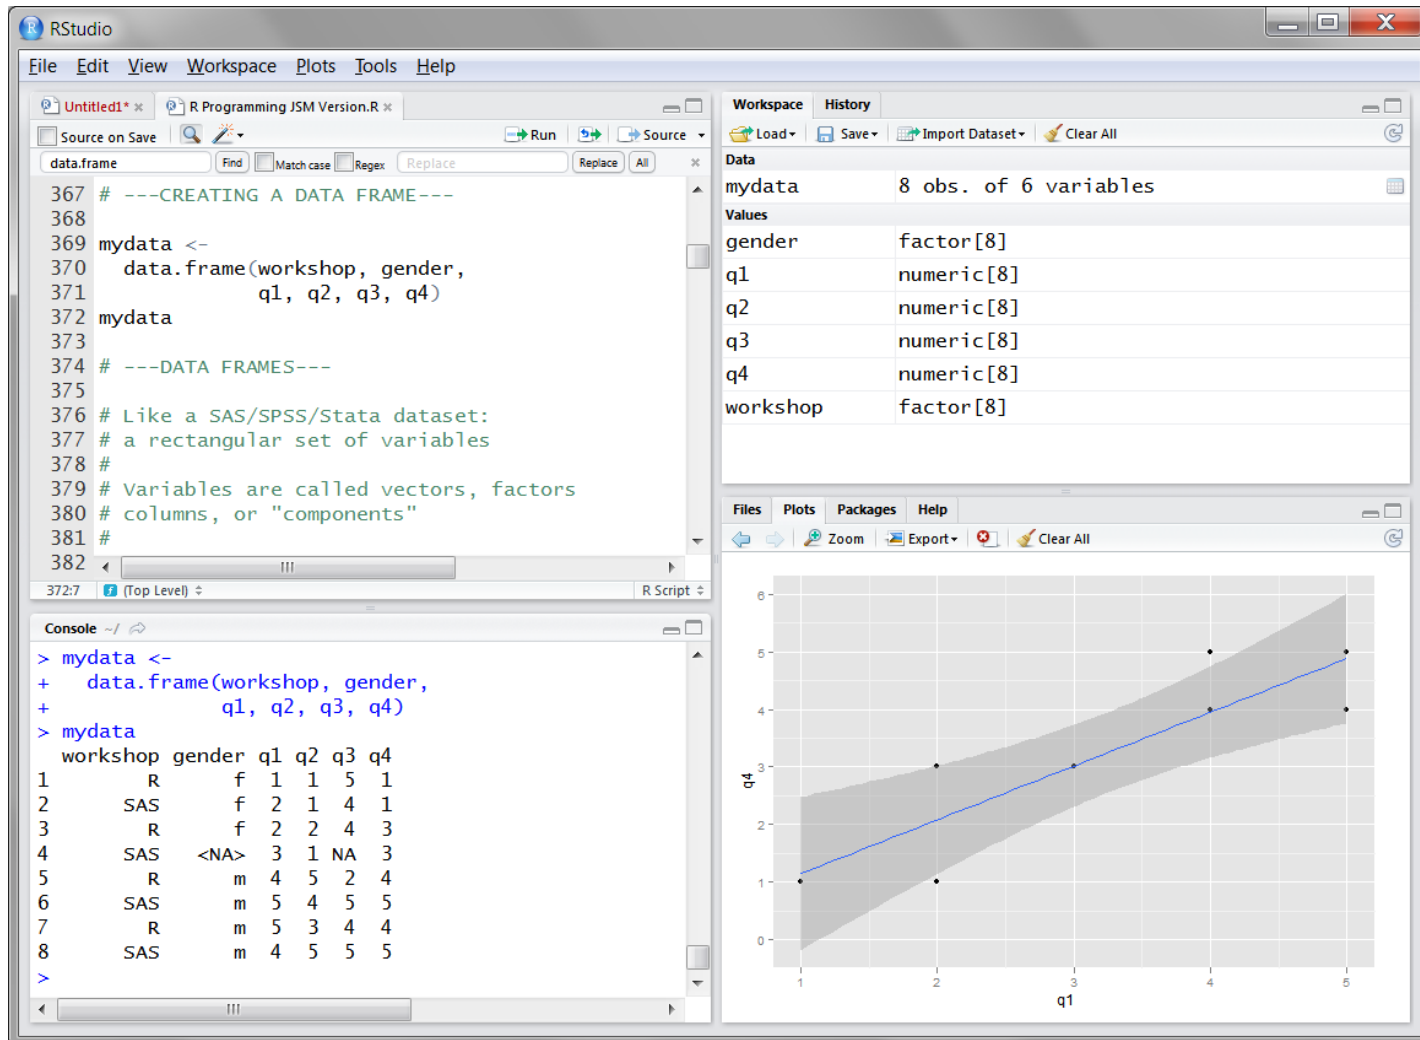 RStudio
File Edit View Workspace Plots Tools Help
Untitled1* R Programming JSM Version.R
Source on Save Run Source
data.frame Find Match case Regex Replace Replace All
367 # ---CREATING A DATA FRAME---
368
369 mydata <-
370   data.frame(workshop, gender,
371              q1, q2, q3, q4)
372 mydata
373
374 # ---DATA FRAMES---
375
376 # Like a SAS/SPSS/Stata dataset:
377 # a rectangular set of variables
378 #
379 # Variables are called vectors, factors
380 # columns, or "components"
381 #
382
372:7 (Top Level) R Script
Console ~/
> mydata <-
+   data.frame(workshop, gender,
+              q1, q2, q3, q4)
> mydata
  workshop gender q1 q2 q3 q4
1        R      f  1  1  5  1
2      SAS      f  2  1  4  1
3        R      f  2  2  4  3
4      SAS   <NA>  3  1 NA  3
5        R      m  4  5  2  4
6      SAS      m  5  4  5  5
7        R      m  5  3  4  4
8      SAS      m  4  5  5  5
>
Workspace History
Load Save Import Dataset Clear All
Data
mydata 8 obs. of 6 variables
Values
gender factor[8]
q1 numeric[8]
q2 numeric[8]
q3 numeric[8]
q4 numeric[8]
workshop factor[8]
Files Plots Packages Help
Zoom Export Clear All
6
5
4
3
2
1
0
q4
1 2 3 4 5
q1